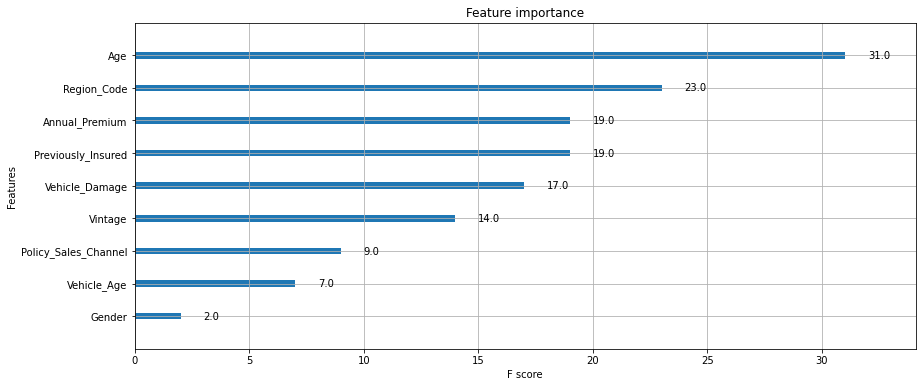 Feature importance
Features
Age 31.0
Region_Code 23.0
Annual_Premium 19.0
Previously_Insured 19.0
Vehicle_Damage 17.0
Vintage 14.0
Policy_Sales_Channel 9.0
Vehicle_Age 7.0
Gender 2.0
0 5 10 15 20 25 30
F score